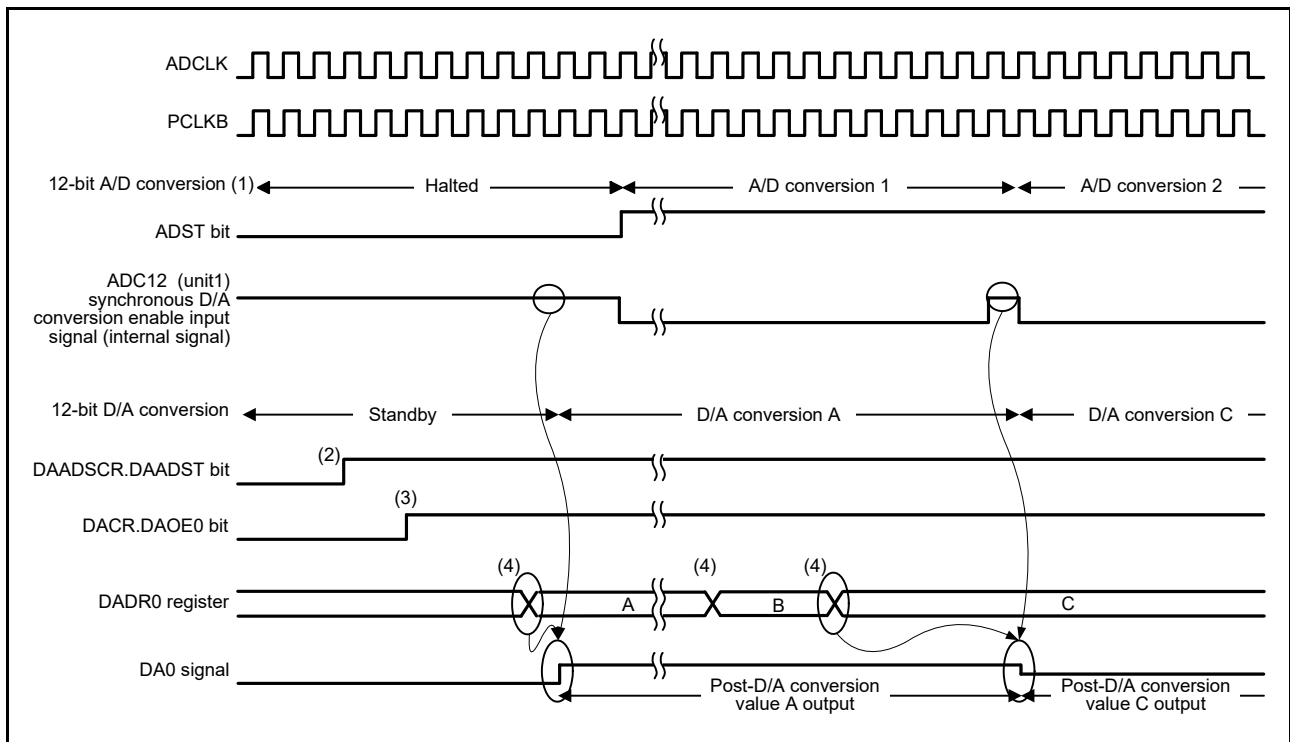 ADCLK
PCLKB
12-bit A/D conversion (1)
Halted
A/D conversion 1
A/D conversion 2
ADST bit
ADC12 (unit1)
synchronous D/A
conversion enable input
signal (internal signal)
12-bit D/A conversion
Standby
D/A conversion A
D/A conversion C
DAADSCR.DAADST bit
(2)
DACR.DAOE0 bit
(3)
(4)
(4)
(4)
DADR0 register
A
B
C
DA0 signal
Post-D/A conversion
value A output
Post-D/A conversion
value C output